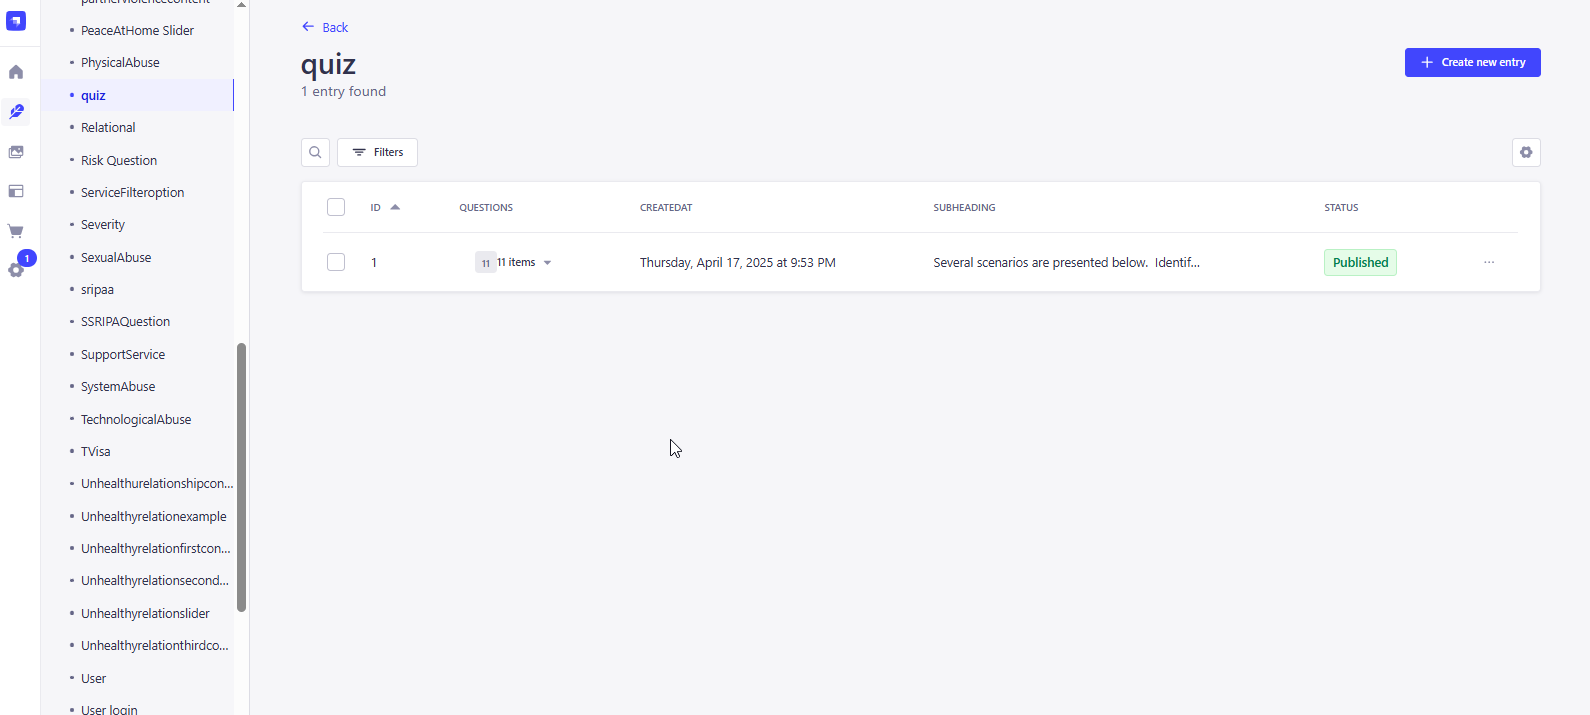 PeaceAtHome Slider
PhysicalAbuse
quiz
Relational
Risk Question
ServiceFilteroption
Severity
SexualAbuse
sripaa
SSRIPAQuestion
SupportService
SystemAbuse
TechnologicalAbuse
TVisa
Unhealthurelationshipcon...
Unhealthyrelationexample
Unhealthyrelationfirstcon...
Unhealthyrelationsecond...
Unhealthyrelationslider
Unhealthyrelationthirdco...
User
User login
1
Back
quiz
1 entry found
Create new entry
Filters
ID QUESTIONS CREATEDAT SUBHEADING STATUS
1 11 11 items Thursday, April 17, 2025 at 9:53 PM Several scenarios are presented below. Identif... Published ...